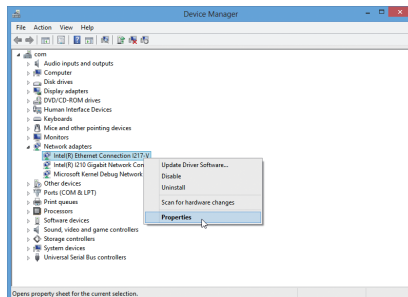 Device Manager
File Action View Help
com
Audio inputs and outputs
Computer
Disk drives
Display adapters
DVD/CD-ROM drives
Human Interface Devices
Keyboards
Mice and other pointing devices
Monitors
Network adapters
Intel(R) Ethernet Connection I217-V
Intel(R) I210 Gigabit Network Con
Microsoft Kernel Debug Network
Other devices
Ports (COM & LPT)
Print queues
Processors
Software devices
Sound, video and game controllers
Storage controllers
System devices
Universal Serial Bus controllers
Update Driver Software...
Disable
Uninstall
Scan for hardware changes
Properties
Opens property sheet for the current selection.